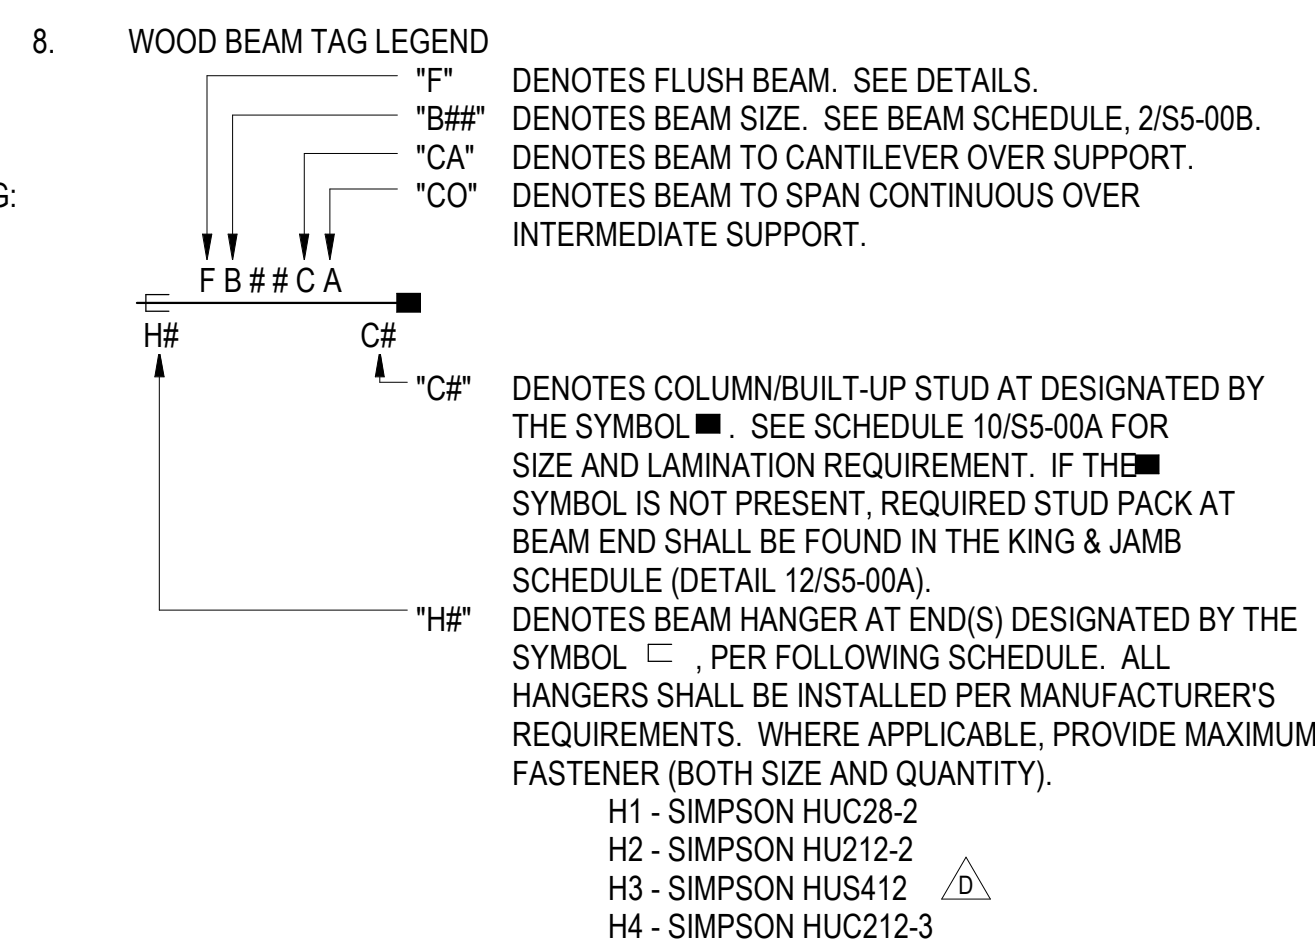 8. WOOD BEAM TAG LEGEND
"F" DENOTES FLUSH BEAM. SEE DETAILS.
"B##" DENOTES BEAM SIZE. SEE BEAM SCHEDULE, 2/S5-00B.
"CA" DENOTES BEAM TO CANTILEVER OVER SUPPORT.
G: "CO" DENOTES BEAM TO SPAN CONTINUOUS OVER
INTERMEDIATE SUPPORT.
F B # # C A
H# C#
"C#" DENOTES COLUMN/BUILT-UP STUD AT DESIGNATED BY
THE SYMBOL ■ . SEE SCHEDULE 10/S5-00A FOR
SIZE AND LAMINATION REQUIREMENT. IF THE ■
SYMBOL IS NOT PRESENT, REQUIRED STUD PACK AT
BEAM END SHALL BE FOUND IN THE KING & JAMB
SCHEDULE (DETAIL 12/S5-00A).
"H#" DENOTES BEAM HANGER AT END(S) DESIGNATED BY THE
SYMBOL , PER FOLLOWING SCHEDULE. ALL
HANGERS SHALL BE INSTALLED PER MANUFACTURER'S
REQUIREMENTS. WHERE APPLICABLE, PROVIDE MAXIMUM
FASTENER (BOTH SIZE AND QUANTITY).
H1 - SIMPSON HUC28-2
H2 - SIMPSON HU212-2
H3 - SIMPSON HUS412 D
H4 - SIMPSON HUC212-3